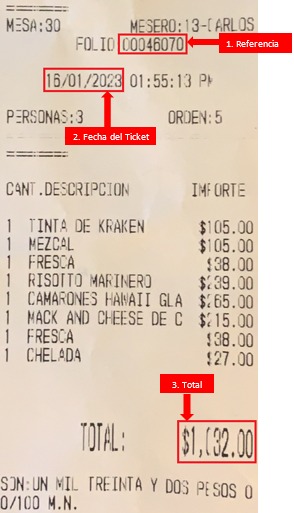 MESA:30 MESERO:13-CARLOS
FOLIO 00046070 1. Referencia
16/01/2023 01:55:13 PM
2. Fecha del Ticket
PERSONAS:3 ORDEN:5
CANT.DESCRIPCION IMPORTE
1 TINTA DE KRAKEN $105.00
1 MEZCAL $105.00
1 FRESCA $38.00
1 RISOTTO MARINERO $239.00
1 CAMARONES HAWAII GLA $265.00
1 MACK AND CHEESE DE C $215.00
1 FRESCA $38.00
1 CHELADA $27.00
3. Total
TOTAL: $1,032.00
SON:UN MIL TREINTA Y DOS PESOS 0
0/100 M.N.